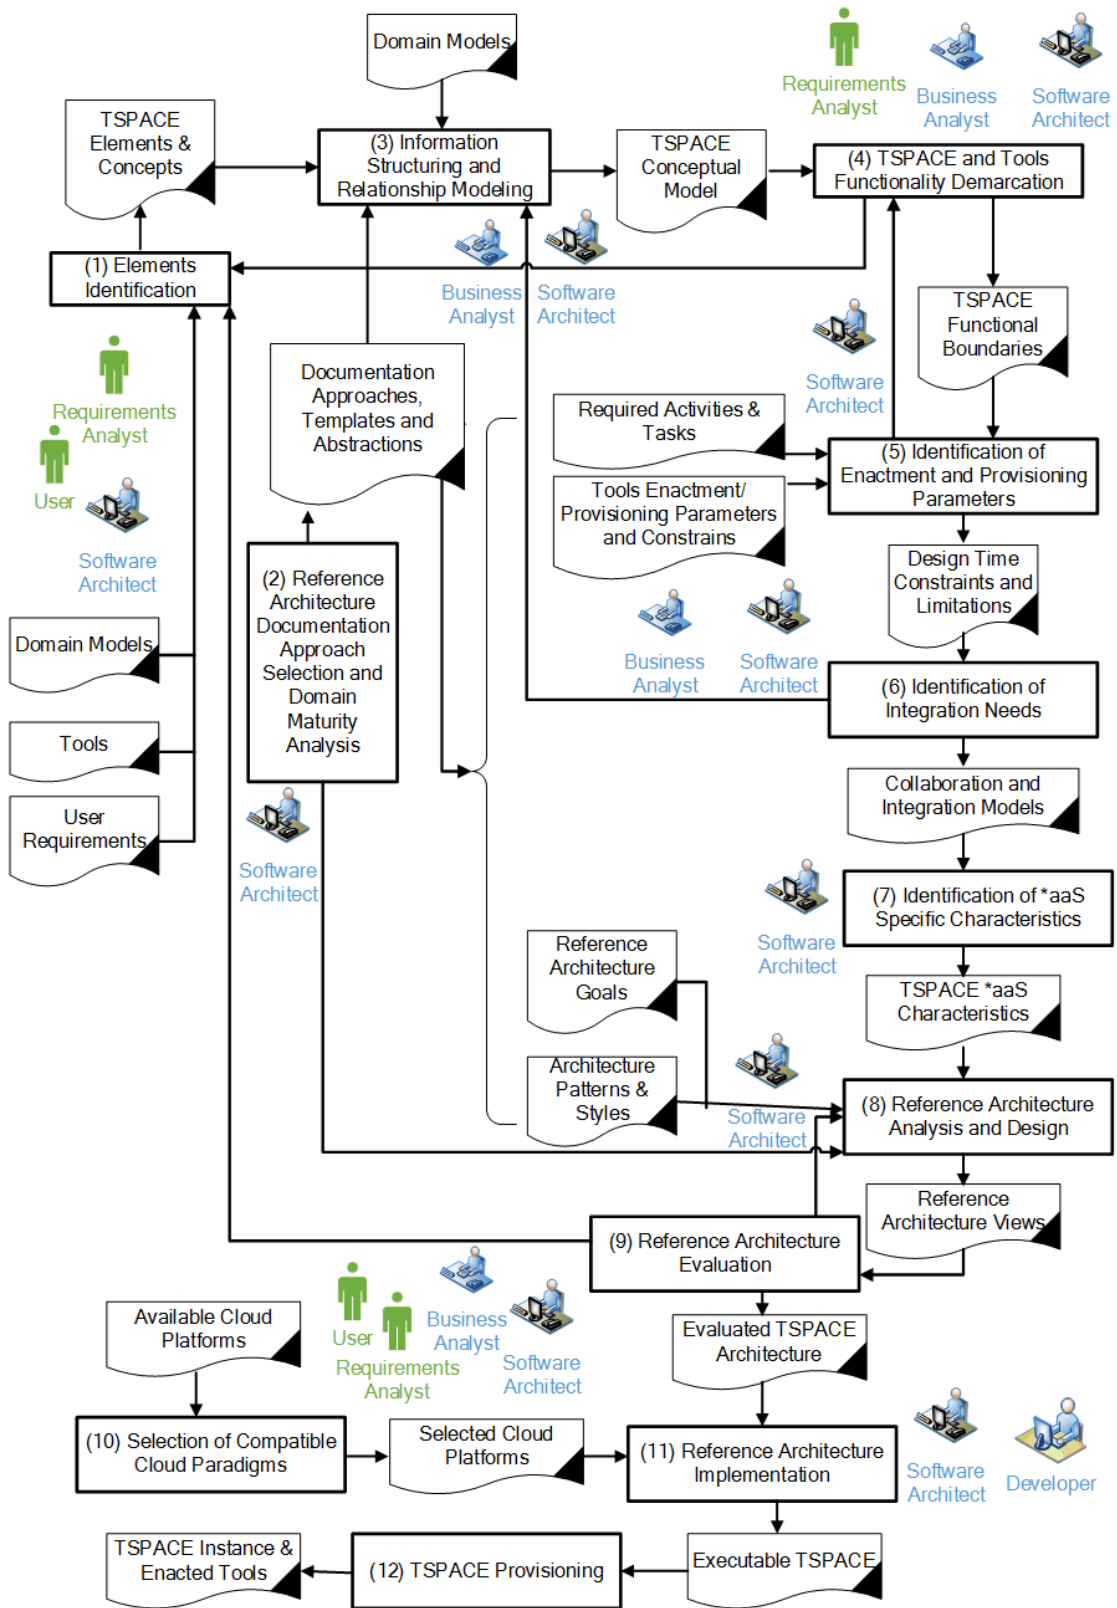 Domain Models
Requirements
Analyst
Business
Analyst
Software
Architect
TSPACE
Elements &
Concepts
(3) Information
Structuring and
Relationship Modeling
TSPACE
Conceptual
Model
(4) TSPACE and Tools
Functionality Demarcation
(1) Elements
Identification
Business
Analyst
Software
Architect
TSPACE
Functional
Boundaries
Requirements
Analyst
User
Software
Architect
Documentation
Approaches,
Templates and
Abstractions
Software
Architect
Required Activities &
Tasks
(5) Identification of
Enactment and Provisioning
Parameters
Tools Enactment/
Provisioning Parameters
and Constrains
(2) Reference
Architecture
Documentation
Approach
Selection and
Domain
Maturity
Analysis
Design Time
Constraints and
Limitations
Domain Models
Business
Analyst
Software
Architect
(6) Identification of
Integration Needs
Tools
User
Requirements
Collaboration and
Integration Models
Software
Architect
(7) Identification of *aaS
Specific Characteristics
Software
Architect
Reference
Architecture
Goals
TSPACE *aaS
Characteristics
Architecture
Patterns &
Styles
Software
Architect
(8) Reference Architecture
Analysis and Design
Reference
Architecture Views
(9) Reference Architecture
Evaluation
User
Requirements
Analyst
Business
Analyst
Software
Architect
Available Cloud
Platforms
Evaluated TSPACE
Architecture
(10) Selection of Compatible
Cloud Paradigms
Selected Cloud
Platforms
(11) Reference Architecture
Implementation
Software
Architect
Developer
TSPACE Instance &
Enacted Tools
(12) TSPACE Provisioning
Executable TSPACE